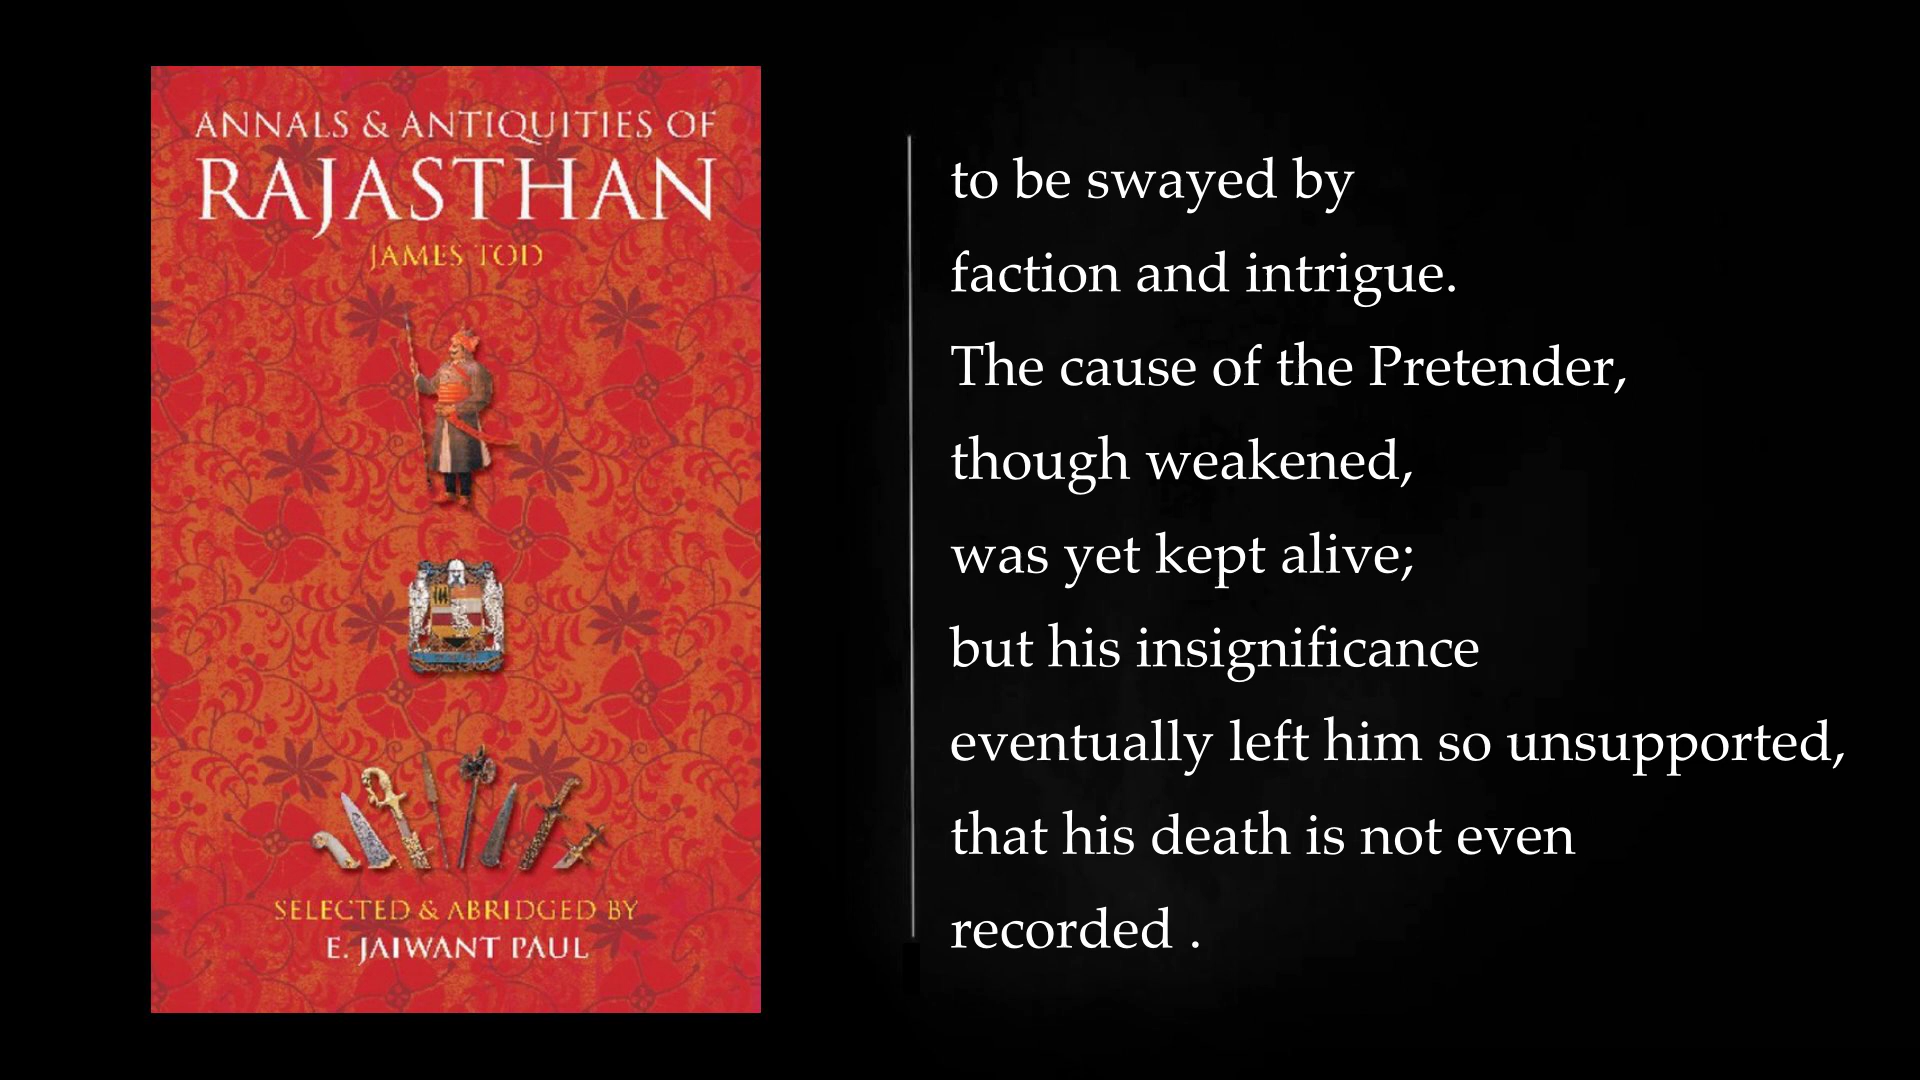 ANNALS & ANTIQUITIES OF
RAJASTHAN
JAMES TOD
SELECTED & ABRIDGED BY
E. JAIWANT PAUL
to be swayed by
faction and intrigue.
The cause of the Pretender,
though weakened,
was yet kept alive;
but his insignificance
eventually left him so unsupported,
that his death is not even
recorded .